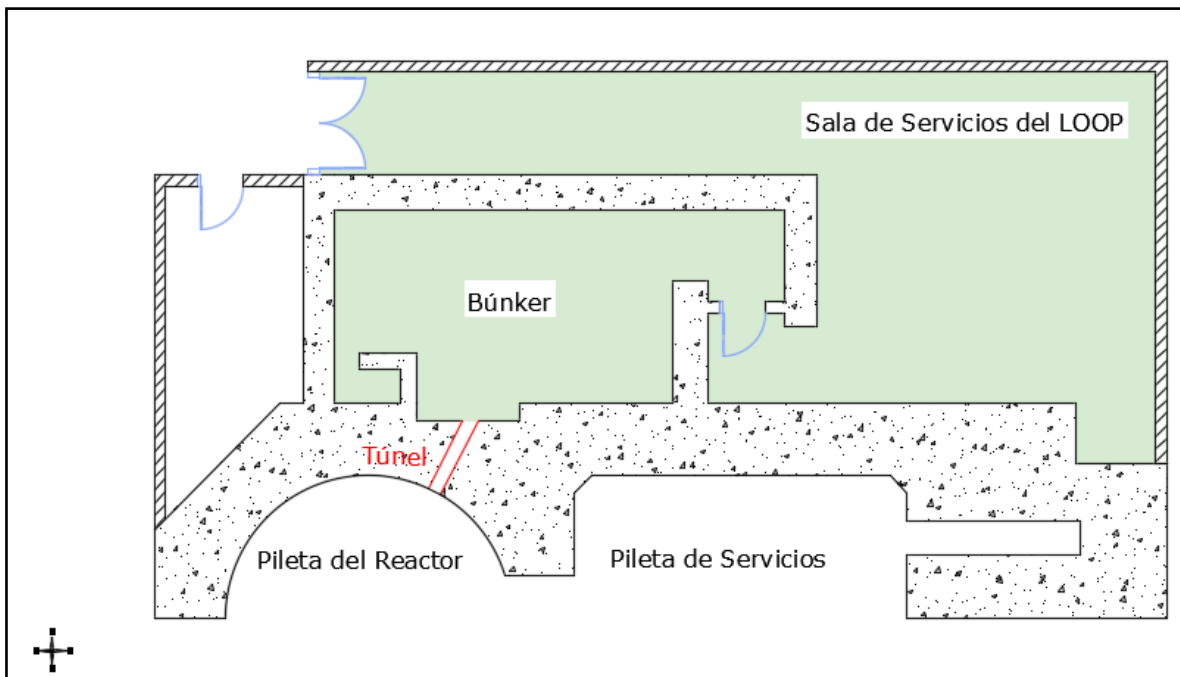 Sala de Servicios del LOOP
Búnker
Túnel
Pileta del Reactor
Pileta de Servicios